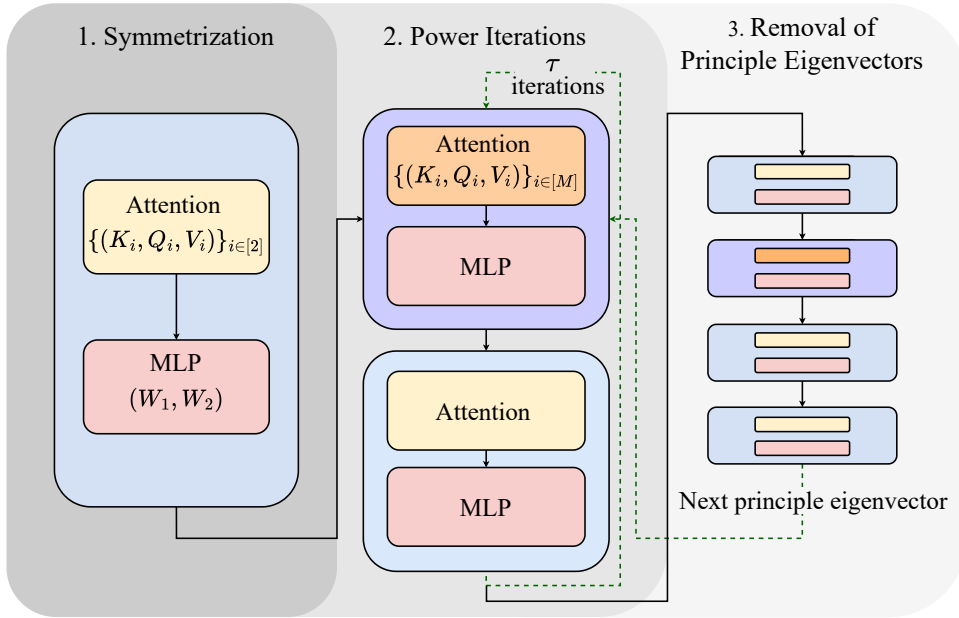 1. Symmetrization
Attention
{(K_i, Q_i, V_i)}_{i∈[2]}
MLP
(W_1, W_2)
2. Power Iterations
τ
iterations
Attention
{(K_i, Q_i, V_i)}_{i∈[M]}
MLP
Attention
MLP
3. Removal of
Principle Eigenvectors
Next principle eigenvector